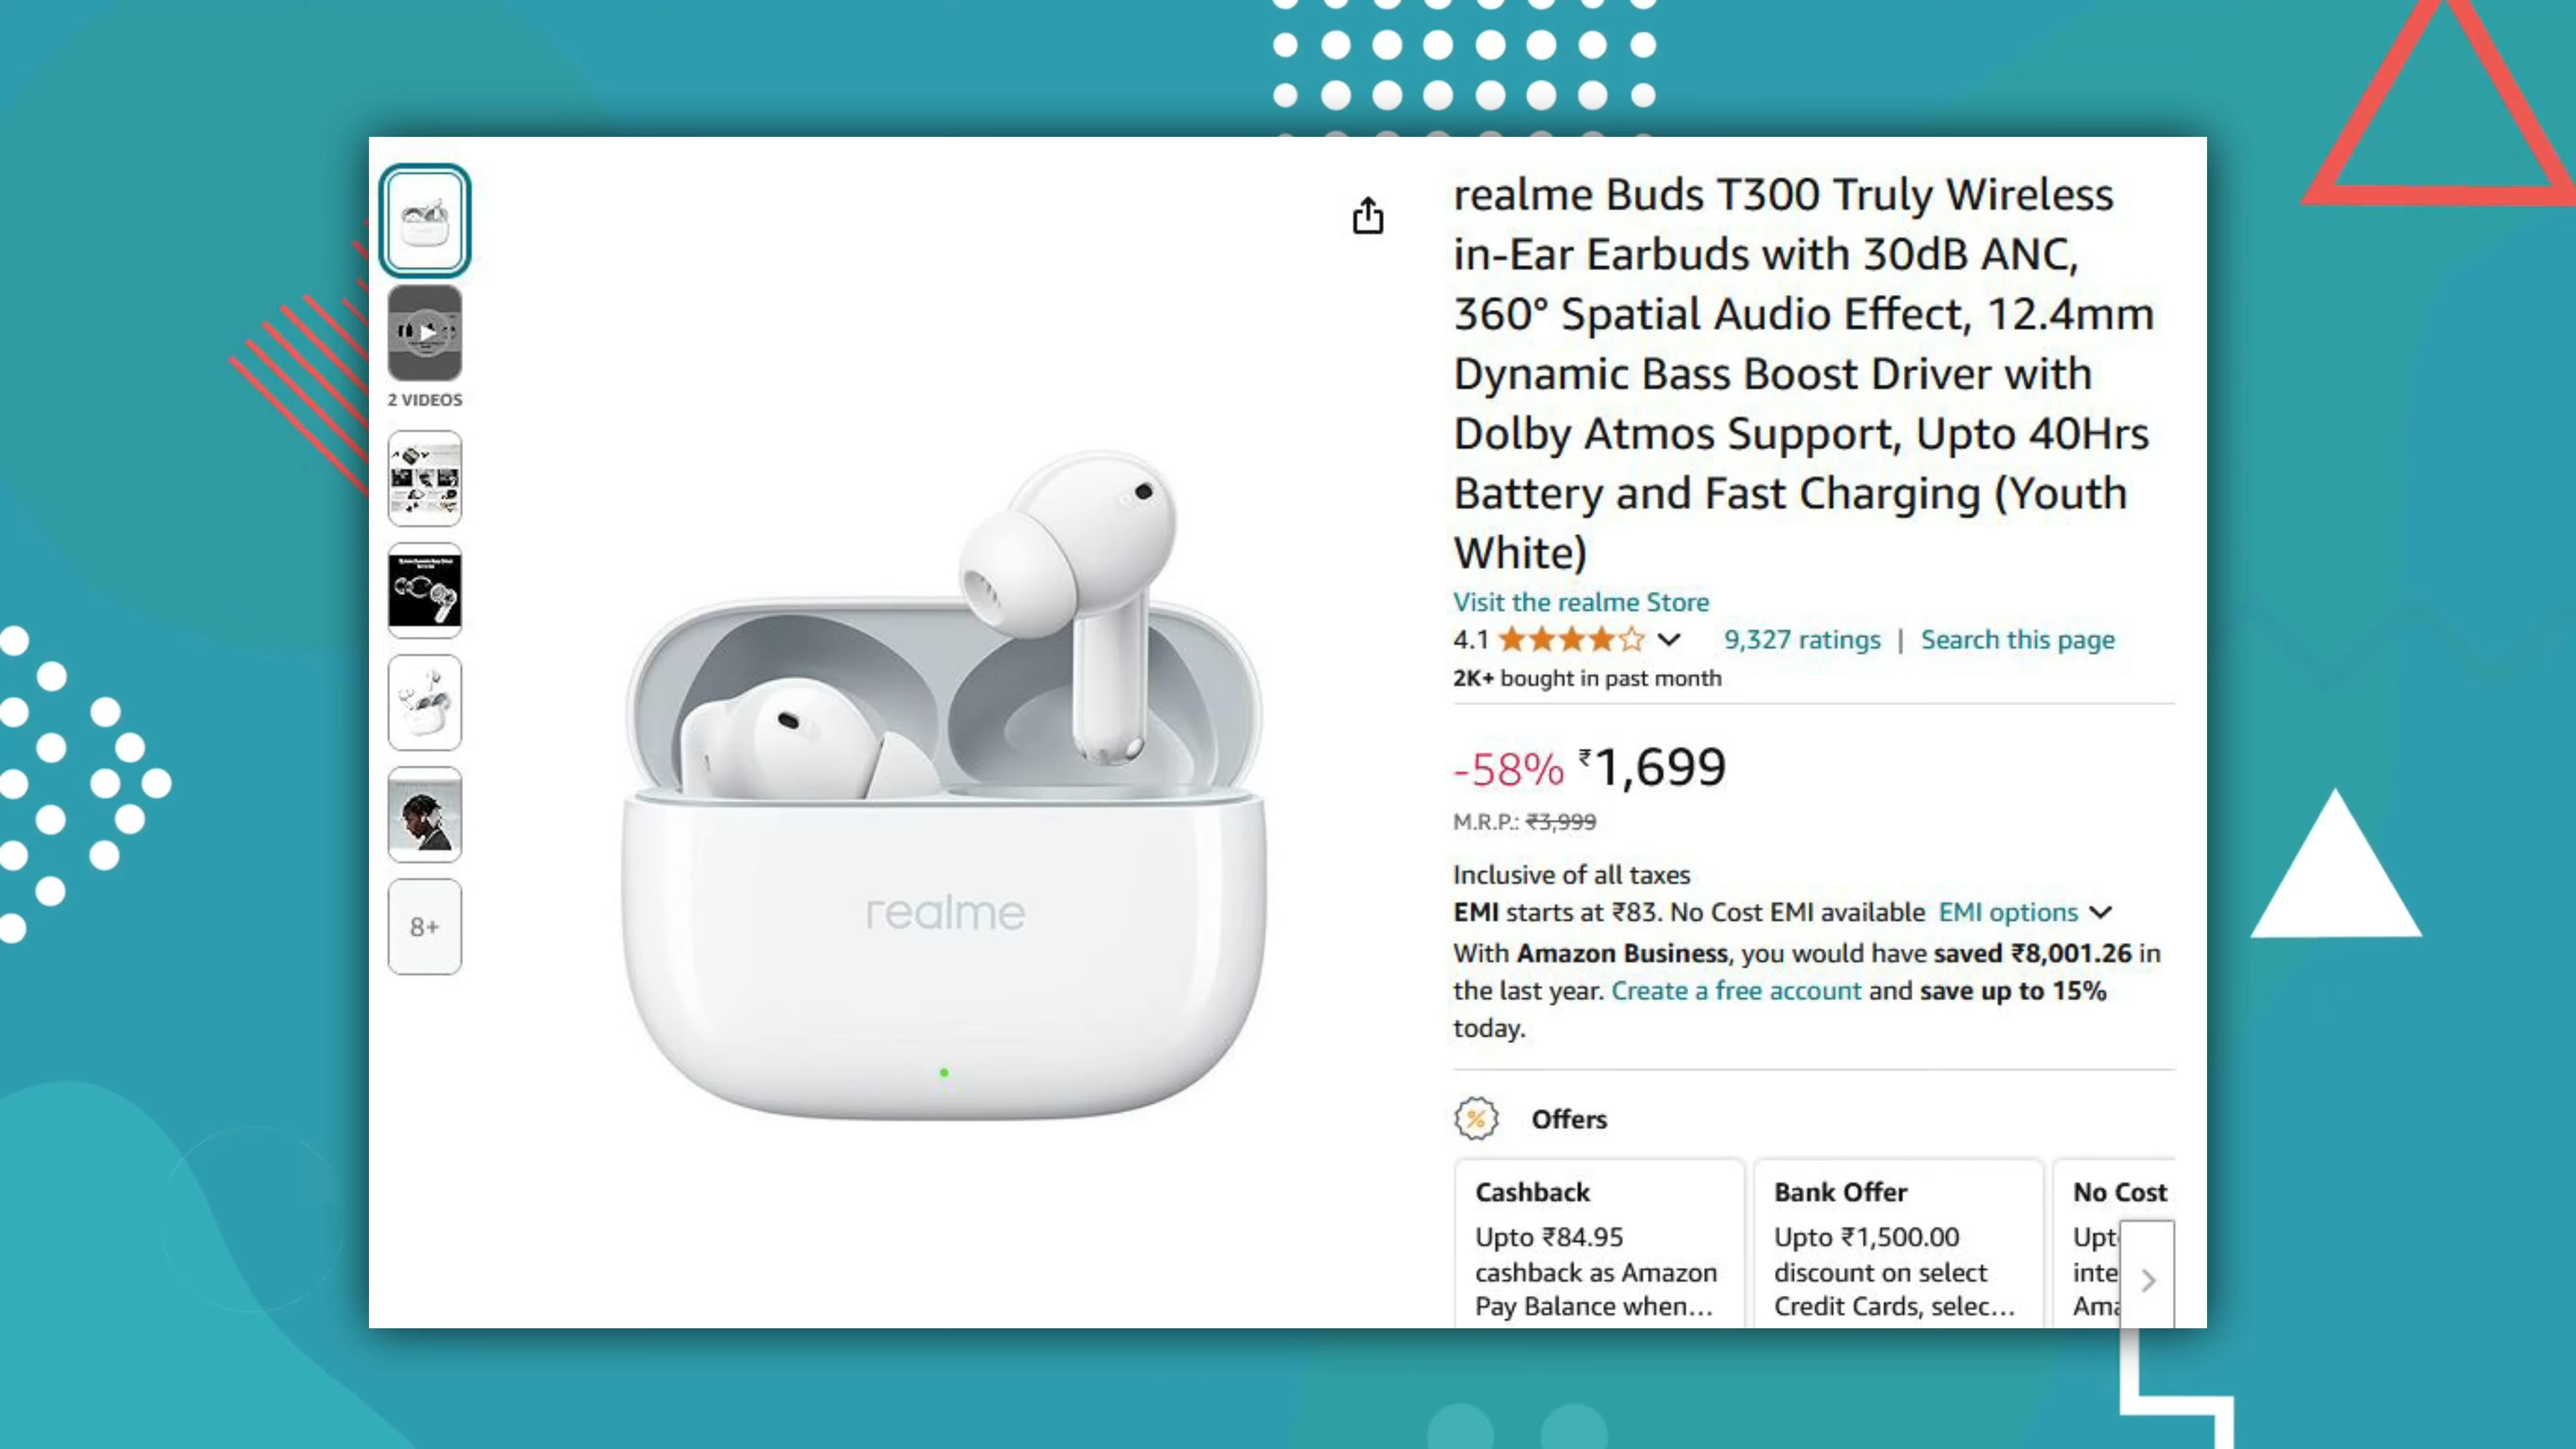 2 VIDEOS
8+
realme
realme Buds T300 Truly Wireless
in-Ear Earbuds with 30dB ANC,
360° Spatial Audio Effect, 12.4mm
Dynamic Bass Boost Driver with
Dolby Atmos Support, Upto 40Hrs
Battery and Fast Charging (Youth
White)
Visit the realme Store
4.1 9,327 ratings | Search this page
2K+ bought in past month
-58% ₹1,699
M.R.P.: ₹3,999
Inclusive of all taxes
EMI starts at ₹83. No Cost EMI available EMI options
With Amazon Business, you would have saved ₹8,001.26 in
the last year. Create a free account and save up to 15%
today.
Offers
Cashback
Upto ₹84.95
cashback as Amazon
Pay Balance when...
Bank Offer
Upto ₹1,500.00
discount on select
Credit Cards, selec...
No Cost
Upt
inte
Ama